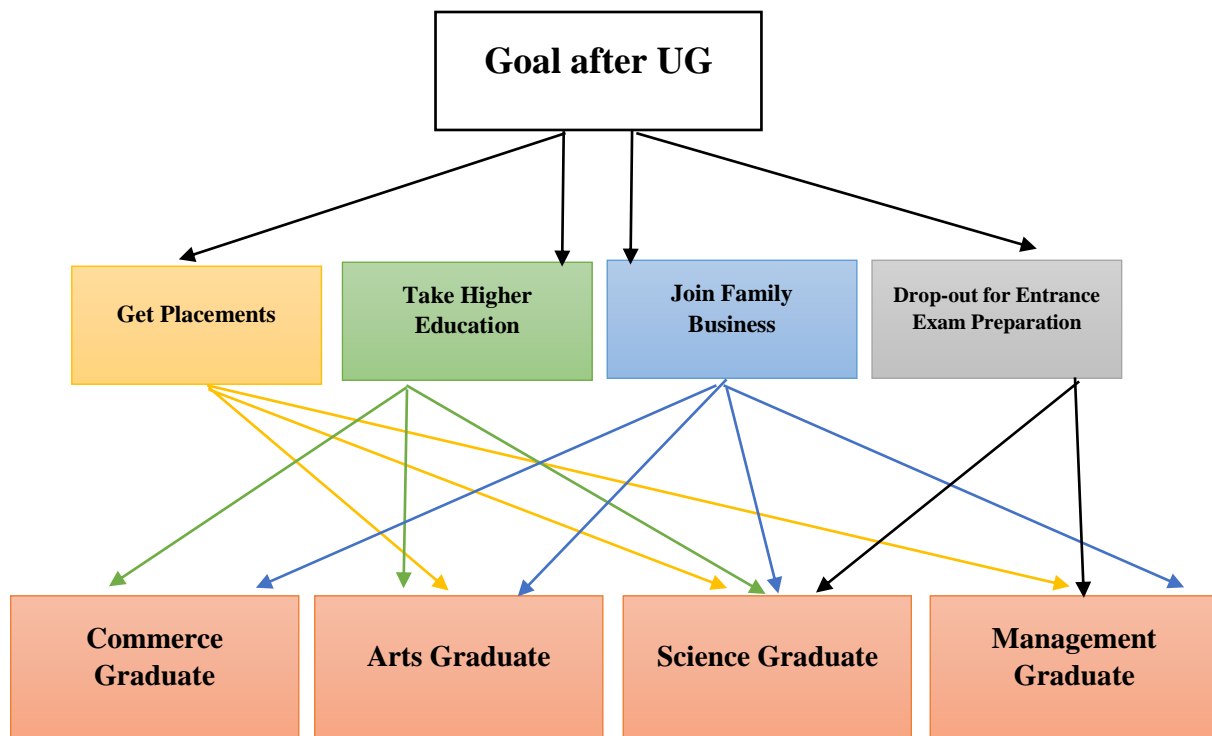 Goal after UG
Get Placements
Take Higher
Education
Join Family
Business
Drop-out for Entrance
Exam Preparation
Commerce
Graduate
Arts Graduate
Science Graduate
Management
Graduate